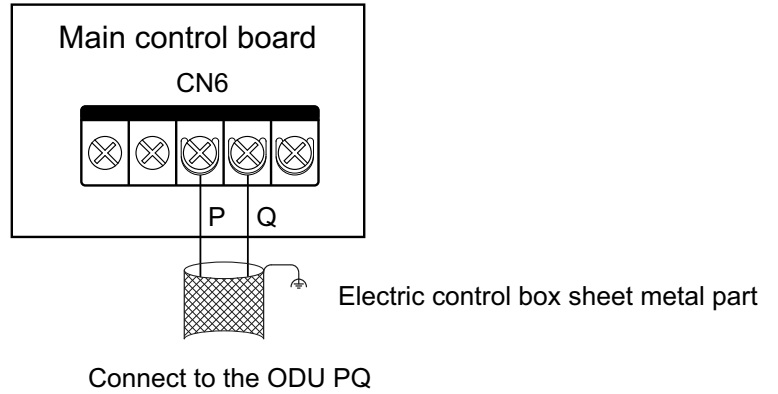 Main control board
CN6
P Q
Electric control box sheet metal part
Connect to the ODU PQ